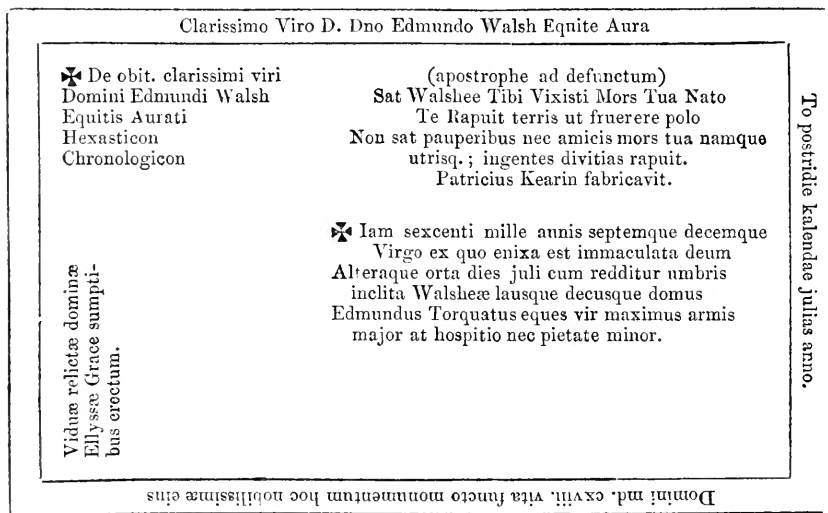 Clarissimo Viro D. Dno Edmundo Walsh Eqnite Aura
To postridie kalendae julias anno.
Domini md. cxviii. vita functo monumentum hoc nobilissimæ eius
Viduæ relictæ dominæ
Ellyssæ Grace sumpti-
bus eroctum.
✠ De obit. clarissimi viri
Domini Edmundi Walsh
Equitis Aurati
Hexasticon
Chronologicon
(apostrophe ad defunctum)
Sat Walshee Tibi Vixisti Mors Tua Nato
Te Rapuit terris ut fruerere polo
Non sat pauperibus nec amicis mors tua namque
utrisq.; ingentes divitias rapuit.
Patricius Kearin fabricavit.
✠ Iam sexcenti mille annis septemque decemque
Virgo ex quo enixa est immaculata deum
Alteraque orta dies juli cum redditur umbris
inclita Walsheæ lausque decusque domus
Edmundus Torquatus eques vir maximus armis
major at hospitio nec pietate minor.